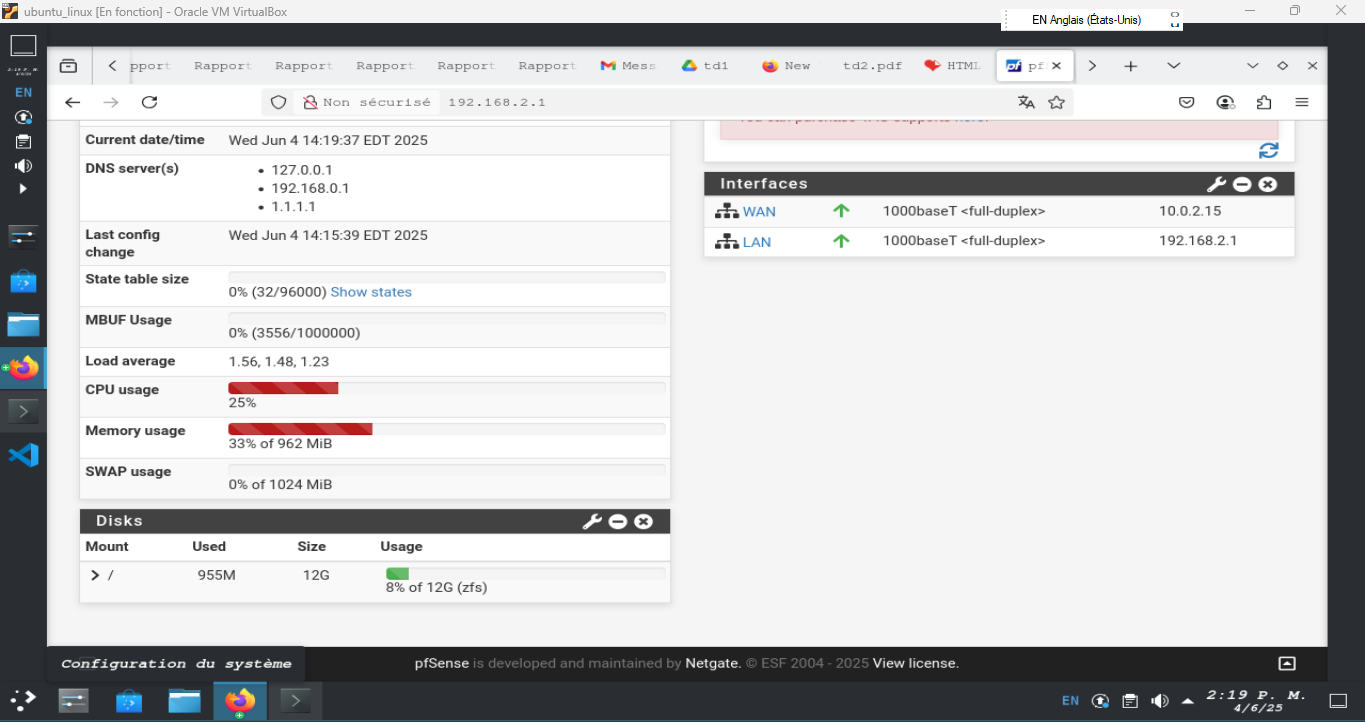 ubuntu_linux [En fonction] - Oracle VM VirtualBox
EN Anglais (États-Unis)
EN
pport Rapport Rapport Rapport Rapport Rapport Mess td1 New td2.pdf HTML pf
Non sécurisé 192.168.2.1
Current date/time Wed Jun 4 14:19:37 EDT 2025
DNS server(s)
127.0.0.1
192.168.0.1
1.1.1.1
Last config change Wed Jun 4 14:15:39 EDT 2025
State table size
0% (32/96000) Show states
MBUF Usage
0% (3556/1000000)
Load average 1.56, 1.48, 1.23
CPU usage
25%
Memory usage
33% of 962 MiB
SWAP usage
0% of 1024 MiB
Disks
Mount Used Size Usage
/ 955M 12G
8% of 12G (zfs)
Interfaces
WAN 1000baseT <full-duplex> 10.0.2.15
LAN 1000baseT <full-duplex> 192.168.2.1
Configuration du système
pfSense is developed and maintained by Netgate. © ESF 2004 - 2025 View license.
EN
2:19 P. M.
4/6/25